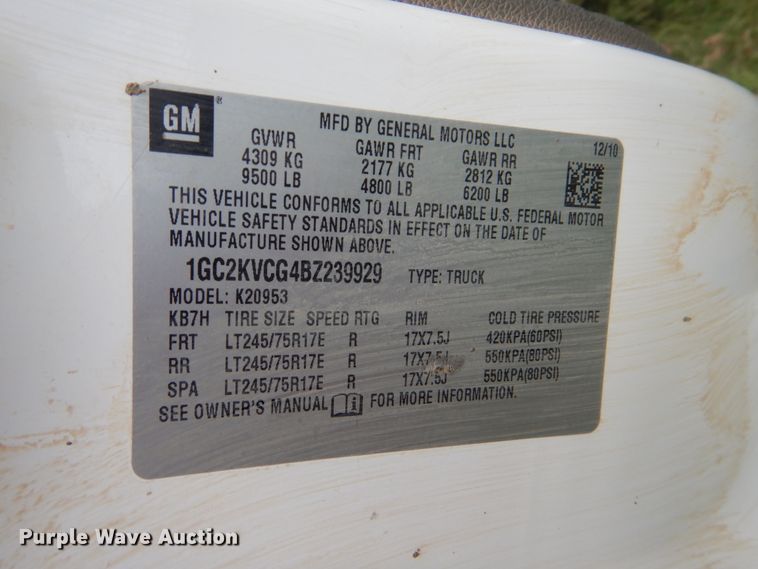 GM®
MFD BY GENERAL MOTORS LLC
12/10
GVWR GAWR FRT GAWR RR
4309 KG 2177 KG 2812 KG
9500 LB 4800 LB 6200 LB
THIS VEHICLE CONFORMS TO ALL APPLICABLE U.S. FEDERAL MOTOR
VEHICLE SAFETY STANDARDS IN EFFECT ON THE DATE OF
MANUFACTURE SHOWN ABOVE.
1GC2KVCG4BZ239929 TYPE: TRUCK
MODEL: K20953
KB7H TIRE SIZE SPEED RTG RIM COLD TIRE PRESSURE
FRT LT245/75R17E R 17X7.5J 420KPA(60PSI)
RR LT245/75R17E R 17X7.5J 550KPA(80PSI)
SPA LT245/75R17E R 17X7.5J 550KPA(80PSI)
SEE OWNER'S MANUAL FOR MORE INFORMATION.
Purple Wave Auction